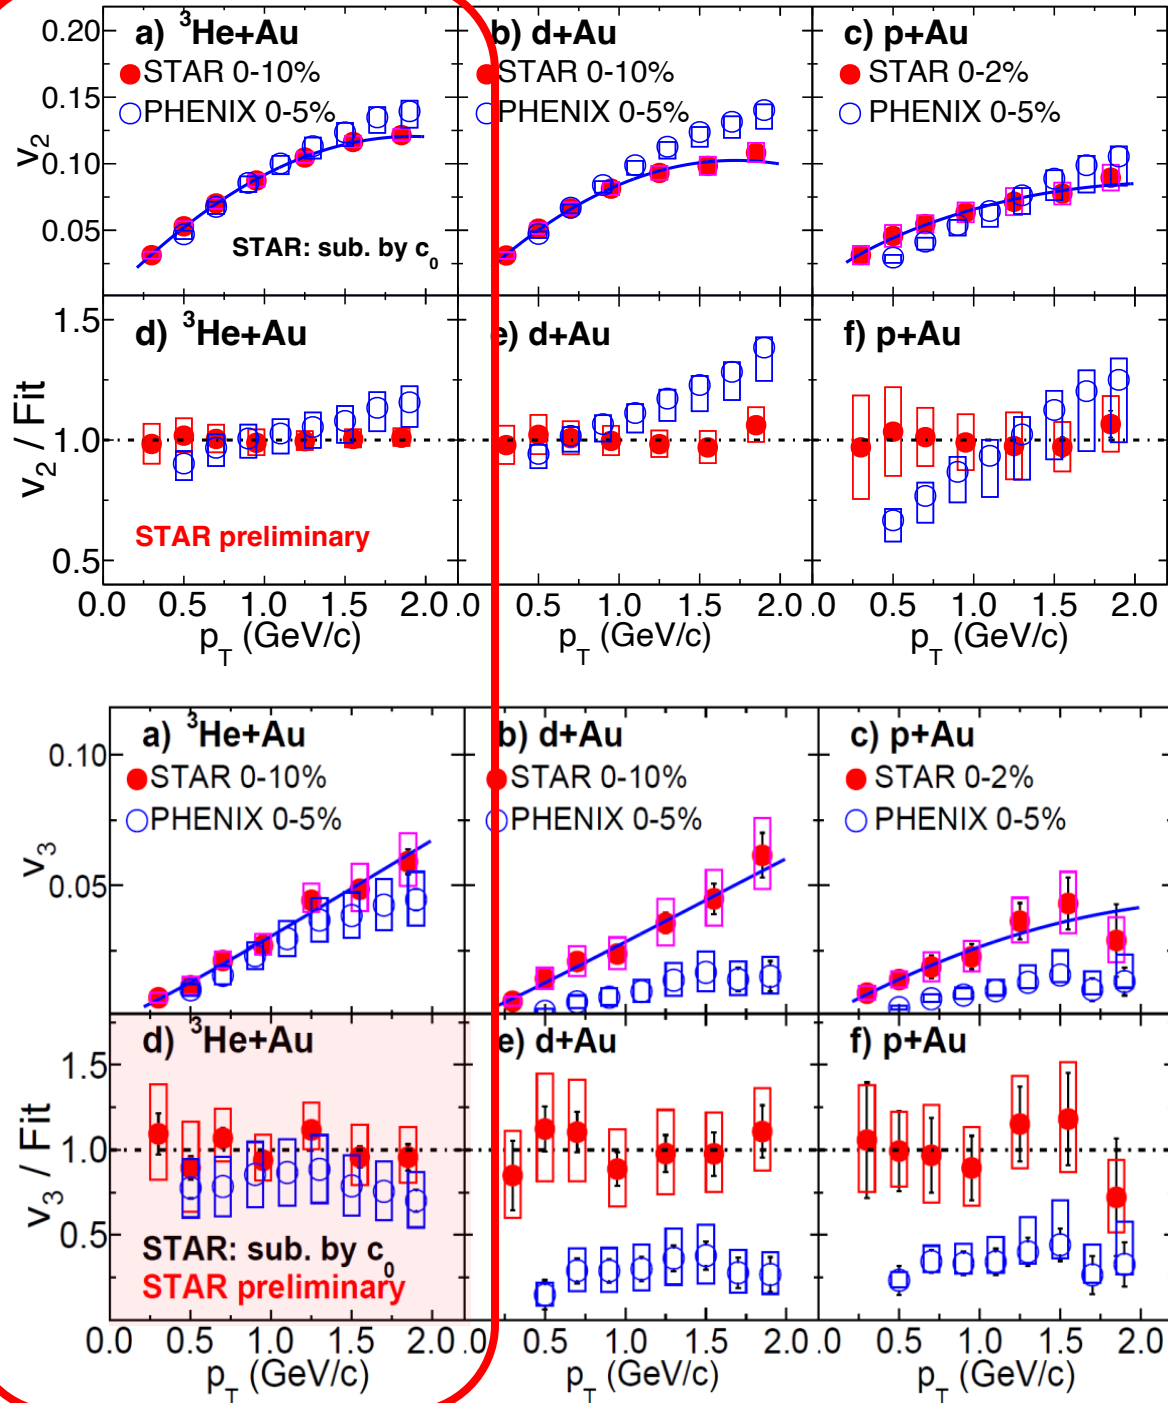 a) ³He+Au
b) d+Au
c) p+Au
STAR 0-10%
STAR 0-10%
STAR 0-2%
PHENIX 0-5%
PHENIX 0-5%
PHENIX 0-5%
0.20
0.15
0.10
0.05
v₂
STAR: sub. by c₀
d) ³He+Au
e) d+Au
f) p+Au
1.5
1.0
0.5
v₂ / Fit
STAR preliminary
0.0 0.5 1.0 1.5 2.0 .0 0.5 1.0 1.5 2.0 .0 0.5 1.0 1.5 2.0
p_T (GeV/c)
p_T (GeV/c)
p_T (GeV/c)
a) ³He+Au
b) d+Au
c) p+Au
STAR 0-10%
STAR 0-10%
STAR 0-2%
PHENIX 0-5%
PHENIX 0-5%
PHENIX 0-5%
0.10
0.05
v₃
d) ³He+Au
e) d+Au
f) p+Au
1.5
1.0
0.5
v₃ / Fit
STAR: sub. by c₀
STAR preliminary
0.0 0.5 1.0 1.5 2.0 .0 0.5 1.0 1.5 2.0 .0 0.5 1.0 1.5 2.0
p_T (GeV/c)
p_T (GeV/c)
p_T (GeV/c)